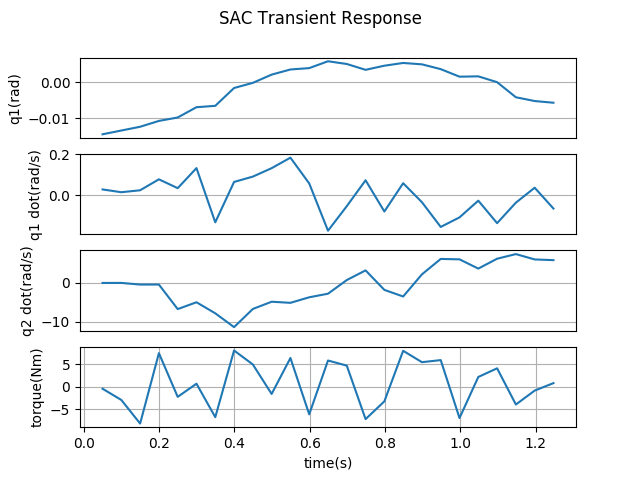 SAC Transient Response
q1(rad)
0.00
−0.01
q1 dot(rad/s)
0.2
0.0
q2 dot(rad/s)
0
−10
torque(Nm)
5
0
−5
0.0 0.2 0.4 0.6 0.8 1.0 1.2
time(s)